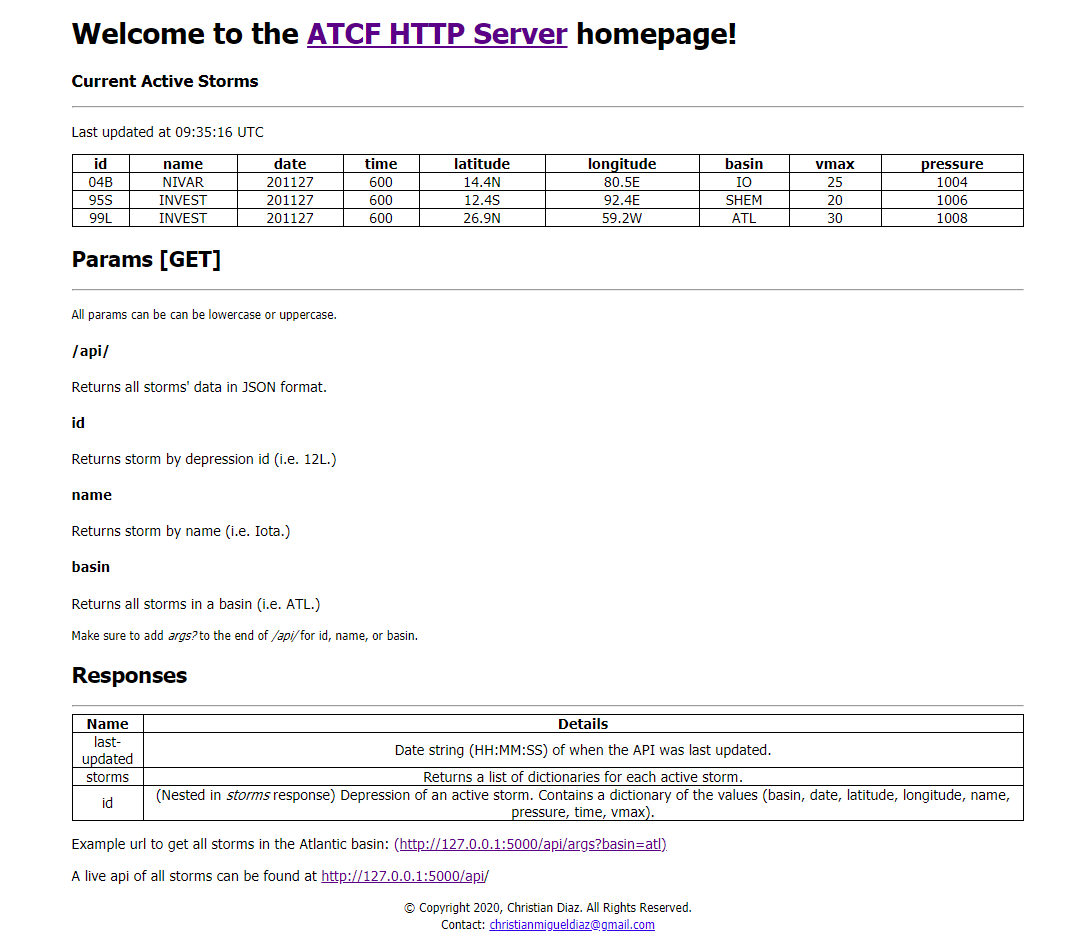 Welcome to the ATCF HTTP Server homepage!
Current Active Storms
Last updated at 09:35:16 UTC
id name date time latitude longitude basin vmax pressure
04B NIVAR 201127 600 14.4N 80.5E IO 25 1004
95S INVEST 201127 600 12.4S 92.4E SHEM 20 1006
99L INVEST 201127 600 26.9N 59.2W ATL 30 1008
Params [GET]
All params can be can be lowercase or uppercase.
/api/
Returns all storms' data in JSON format.
id
Returns storm by depression id (i.e. 12L.)
name
Returns storm by name (i.e. Iota.)
basin
Returns all storms in a basin (i.e. ATL.)
Make sure to add args? to the end of /api/ for id, name, or basin.
Responses
Name Details
last-
updated
Date string (HH:MM:SS) of when the API was last updated.
storms Returns a list of dictionaries for each active storm.
id
(Nested in storms response) Depression of an active storm. Contains a dictionary of the values (basin, date, latitude, longitude, name,
pressure, time, vmax).
Example url to get all storms in the Atlantic basin: (http://127.0.0.1:5000/api/args?basin=atl)
A live api of all storms can be found at http://127.0.0.1:5000/api/
© Copyright 2020, Christian Diaz. All Rights Reserved.
Contact: christianmigueldiaz@gmail.com